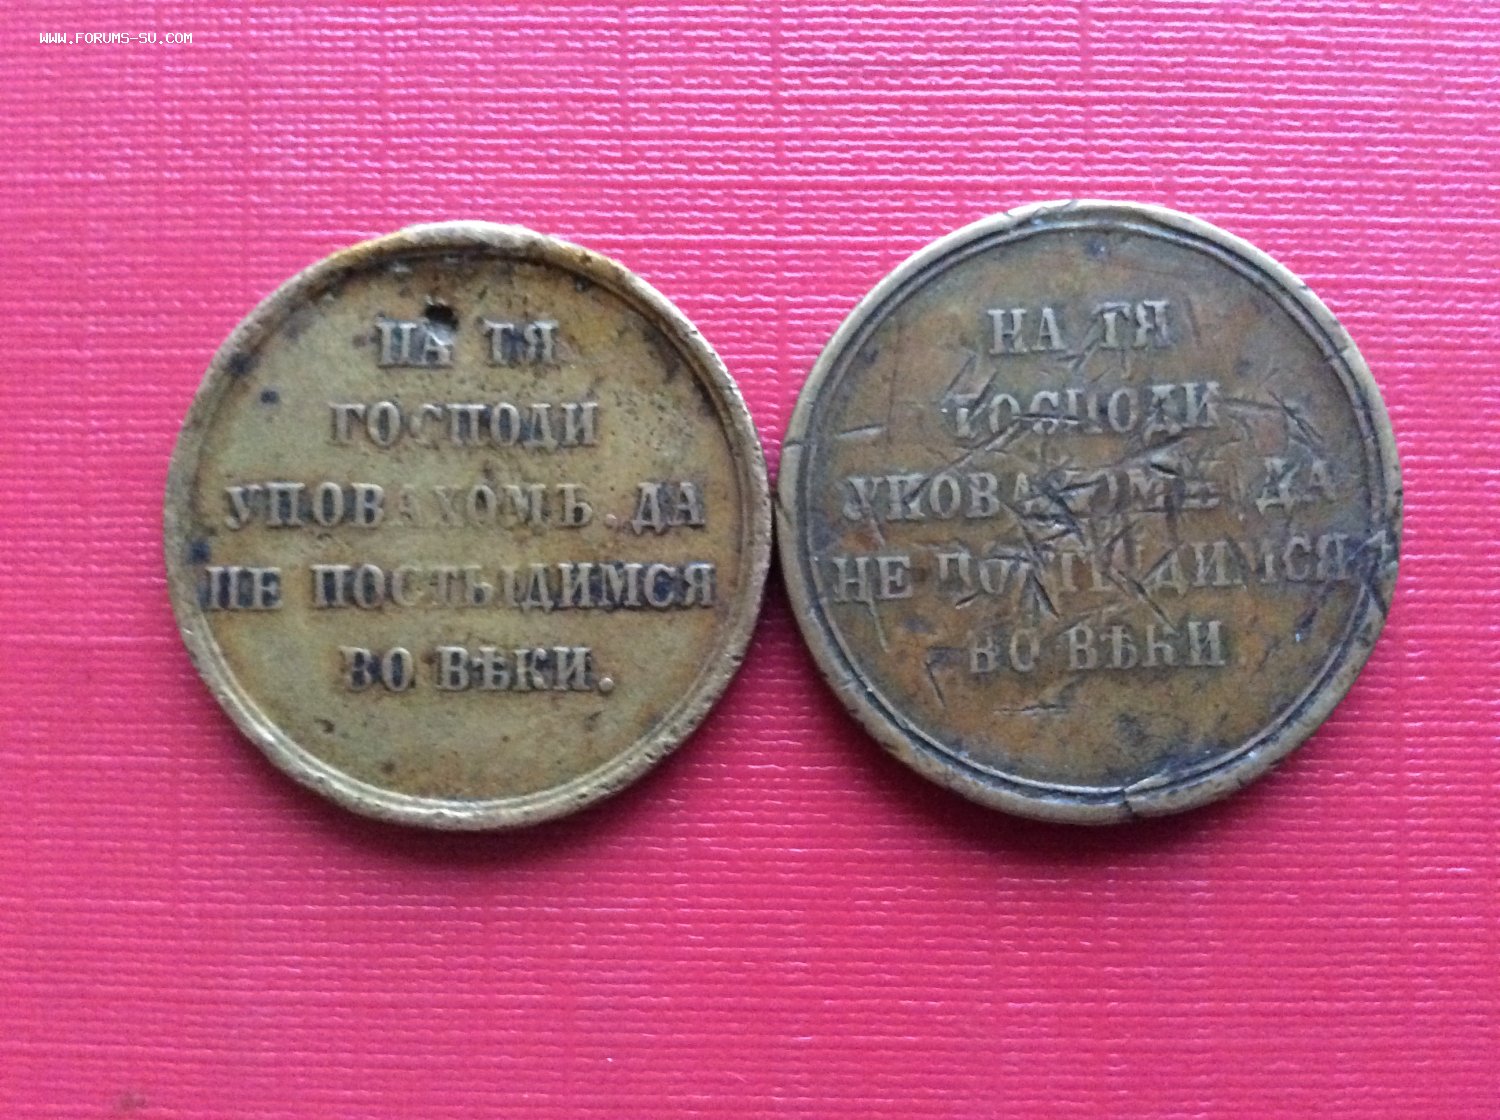 www.forums-su.com
НА ТЯ
ГОСПОДИ
УПОВАХОМЪ. ДА
НЕ ПОСТЫДИМСЯ
ВО ВѢКИ.
НА ТЯ
ГОСПОДИ
УПОВАХОМЪ, ДА
НЕ ПОСТЫДИМСЯ
ВО ВѢКИ